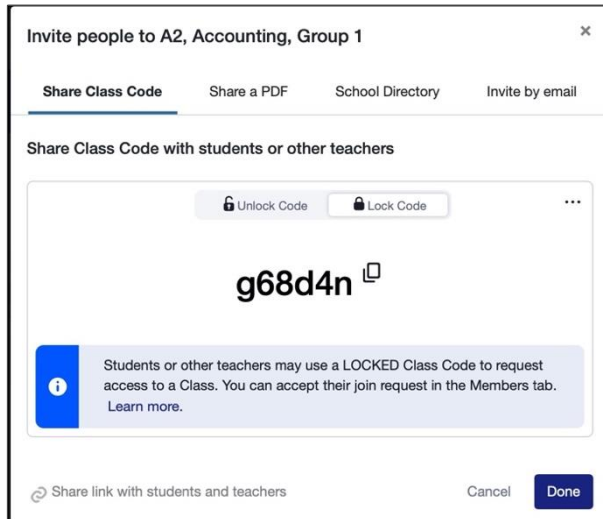 Invite people to A2, Accounting, Group 1
Share Class Code Share a PDF School Directory Invite by email
Share Class Code with students or other teachers
Unlock Code Lock Code
g68d4n
Students or other teachers may use a LOCKED Class Code to request
access to a Class. You can accept their join request in the Members tab.
Learn more.
Share link with students and teachers Cancel Done